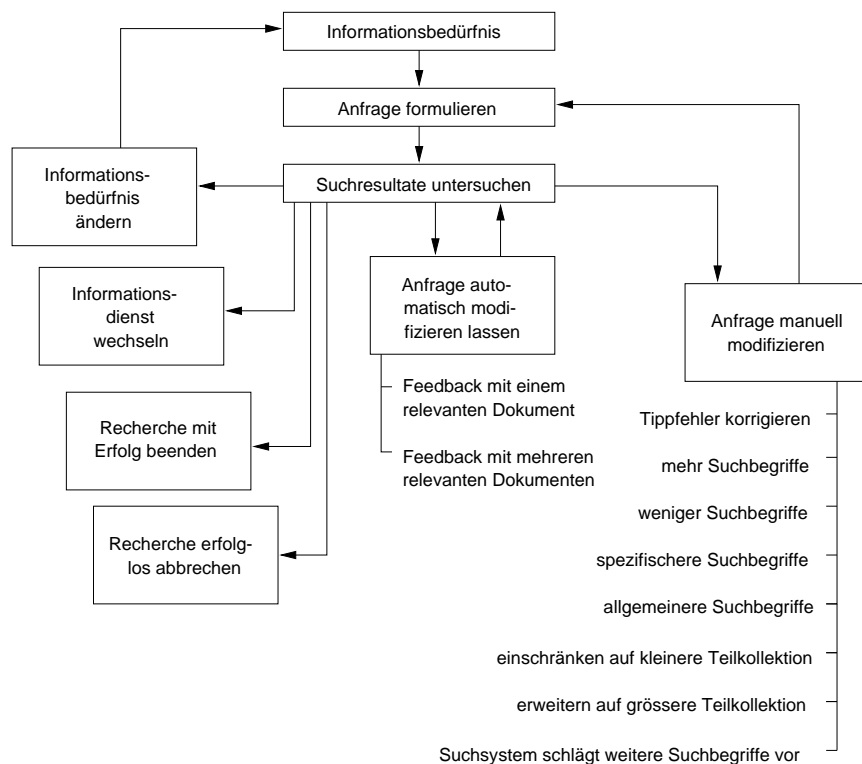 Informationsbedürfnis
Anfrage formulieren
Suchresultate untersuchen
Informations-
bedürfnis
ändern
Informations-
dienst
wechseln
Recherche mit
Erfolg beenden
Recherche erfolg-
los abbrechen
Anfrage auto-
matisch modi-
fizieren lassen
Feedback mit einem
relevanten Dokument
Feedback mit mehreren
relevanten Dokumenten
Anfrage manuell
modifizieren
Tippfehler korrigieren
mehr Suchbegriffe
weniger Suchbegriffe
spezifischere Suchbegriffe
allgemeinere Suchbegriffe
einschränken auf kleinere Teilkollektion
erweitern auf grössere Teilkollektion
Suchsystem schlägt weitere Suchbegriffe vor